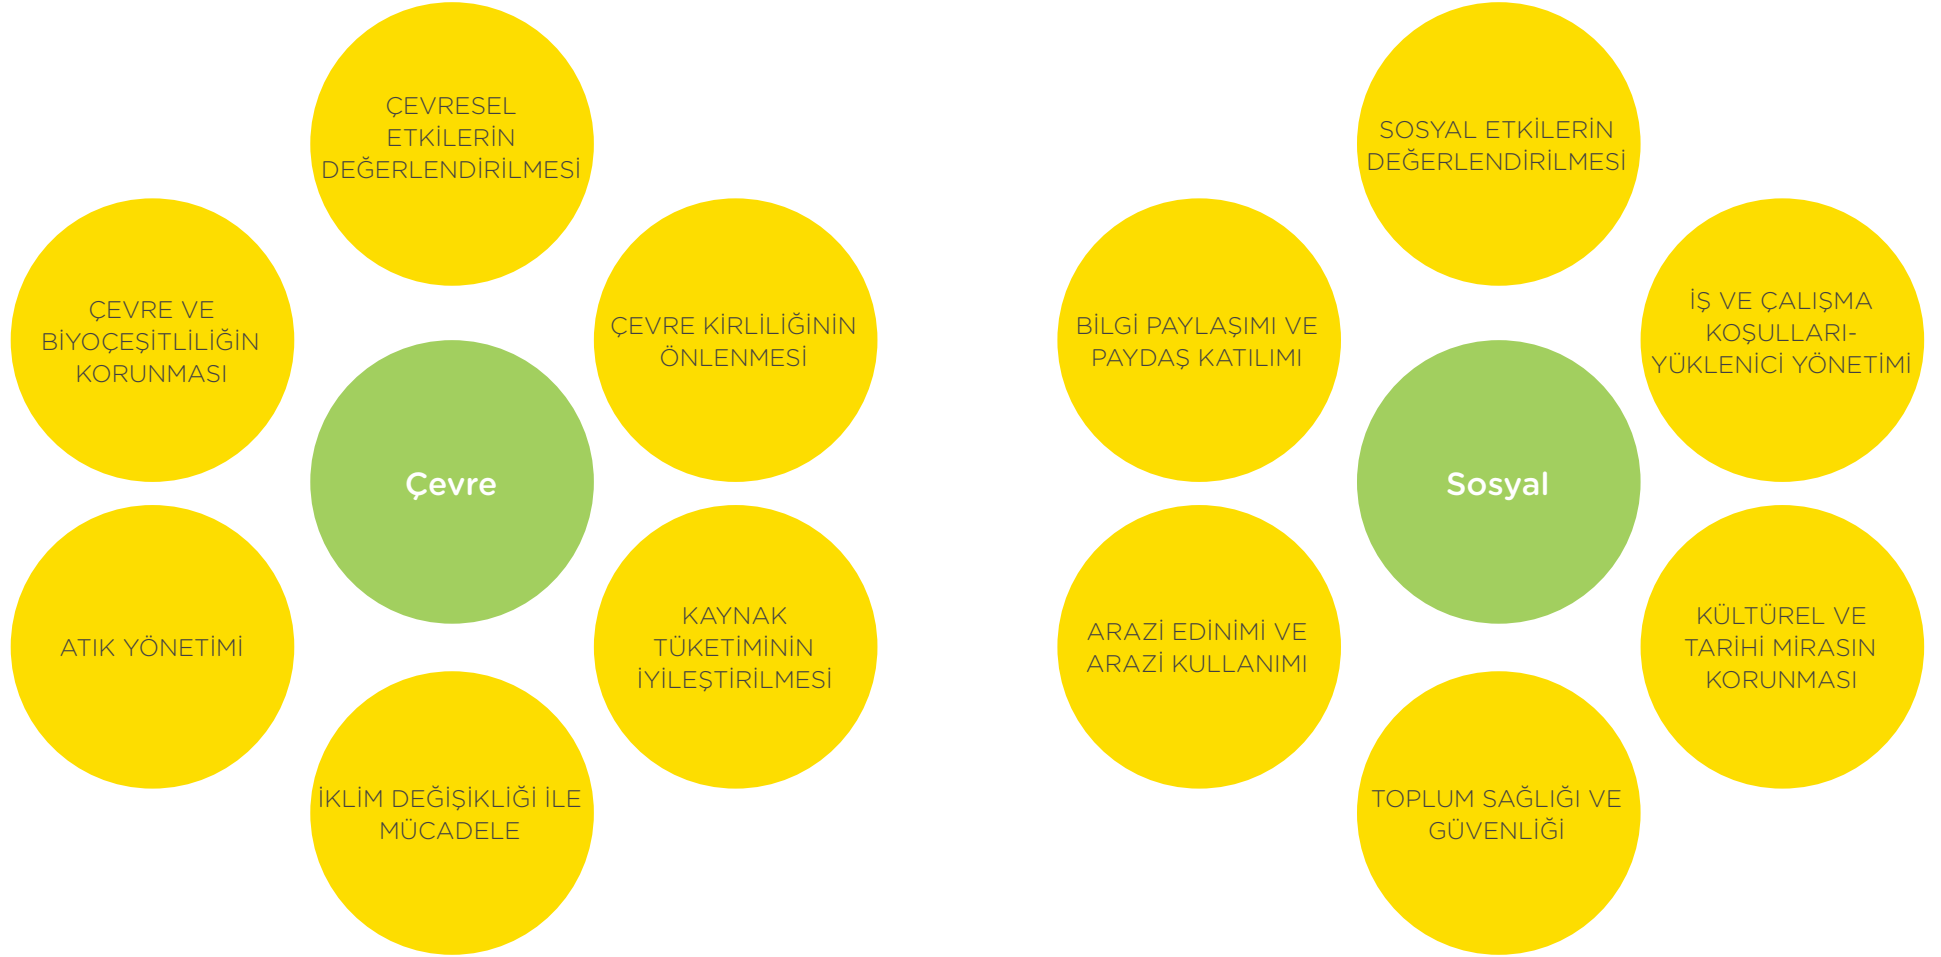 ÇEVRESEL
ETKİLERİN
DEĞERLENDİRİLMESİ
ÇEVRE VE
BİYOÇEŞİTLİLİĞİN
KORUNMASI
ÇEVRE KİRLİLİĞİNİN
ÖNLENMESİ
Çevre
ATIK YÖNETİMİ
KAYNAK
TÜKETİMİNİN
İYİLEŞTİRİLMESİ
İKLİM DEĞİŞİKLİĞİ İLE
MÜCADELE
SOSYAL ETKİLERİN
DEĞERLENDİRİLMESİ
BİLGİ PAYLAŞIMI VE
PAYDAŞ KATILIMI
İŞ VE ÇALIŞMA
KOŞULLARI-
YÜKLENİCİ YÖNETİMİ
Sosyal
ARAZİ EDİNİMİ VE
ARAZİ KULLANIMI
KÜLTÜREL VE
TARİHİ MİRASIN
KORUNMASI
TOPLUM SAĞLIĞI VE
GÜVENLİĞİ